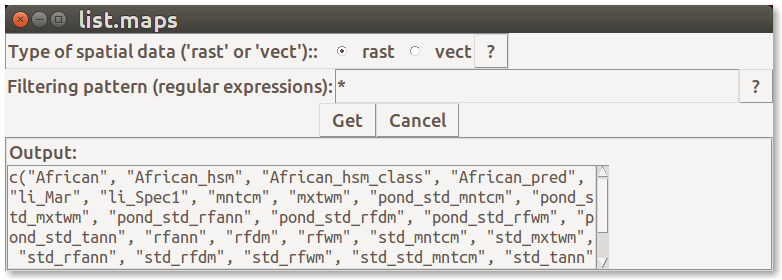 list.maps
Type of spatial data ('rast' or 'vect'):: rast vect ?
Filtering pattern (regular expressions): * ?
Get Cancel
Output:
c("African", "African_hsm", "African_hsm_class", "African_pred",
"li_Mar", "li_Spec1", "mntcm", "mxtwm", "pond_std_mntcm", "pond_s
td_mxtwm", "pond_std_rfann", "pond_std_rfdm", "pond_std_rfwm", "p
ond_std_tann", "rfann", "rfdm", "rfwm", "std_mntcm", "std_mxtwm",
"std_rfann", "std_rfdm", "std_rfwm", "std_std_mntcm", "std_tann"